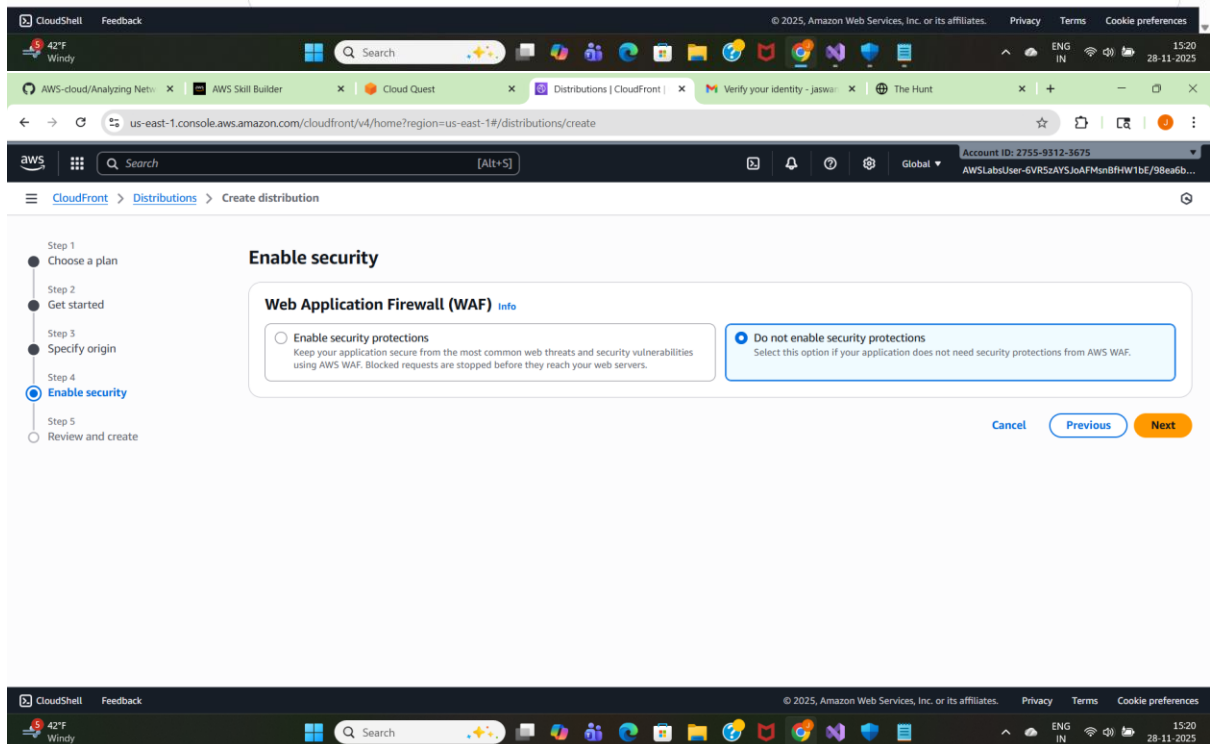 CloudShell Feedback © 2025, Amazon Web Services, Inc. or its affiliates. Privacy Terms Cookie preferences
5 42°F Search ENG 15:20
Windy IN 28-11-2025
AWS-cloud/Analyzing Netw AWS Skill Builder Cloud Quest Distributions | CloudFront | Verify your identity - jaswa The Hunt
us-east-1.console.aws.amazon.com/cloudfront/v4/home?region=us-east-1#/distributions/create J
aws Search [Alt+S] Global Account ID: 2755-9312-3675
AWSLabsUser-6VR5zAYSJoAFMsnBfHW1bE/98ea6b...
CloudFront > Distributions > Create distribution
Step 1
Choose a plan
Step 2
Get started
Step 3
Specify origin
Step 4
Enable security
Step 5
Review and create
Enable security
Web Application Firewall (WAF) Info
Enable security protections
Keep your application secure from the most common web threats and security vulnerabilities
using AWS WAF. Blocked requests are stopped before they reach your web servers.
Do not enable security protections
Select this option if your application does not need security protections from AWS WAF.
Cancel Previous Next
CloudShell Feedback © 2025, Amazon Web Services, Inc. or its affiliates. Privacy Terms Cookie preferences
5 42°F Search ENG 15:20
Windy IN 28-11-2025